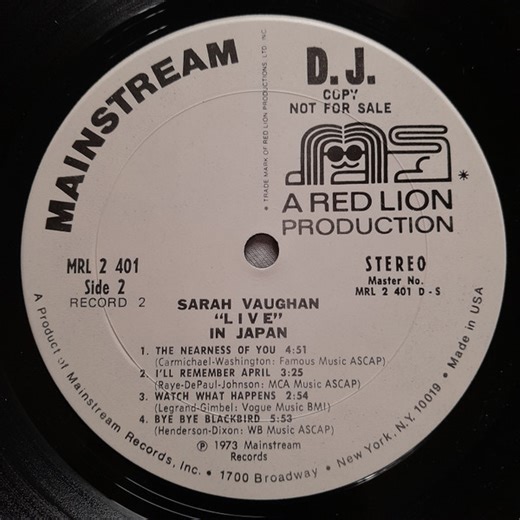 MAINSTREAM
D.J.
COPY
NOT FOR SALE
* TRADE MARK OF RED LION PRODUCTIONS, LTD., INC.
*
A RED LION
PRODUCTION
MRL 2 401
Side 2
RECORD 2
STEREO
Master No.
MRL 2 401 D-S
SARAH VAUGHAN
"LIVE"
IN JAPAN
1. THE NEARNESS OF YOU 4:51
(Carmichael-Washington: Famous Music ASCAP)
2. I'LL REMEMBER APRIL 3:25
(Raye-DePaul-Johnson: MCA Music ASCAP)
3. WATCH WHAT HAPPENS 2:54
(Legrand-Gimbel: Vogue Music BMI)
4. BYE BYE BLACKBIRD 5:53
(Henderson-Dixon: WB Music ASCAP)
℗ 1973 Mainstream
Records
A Product of Mainstream Records, Inc. • 1700 Broadway • New York, N.Y. 10019 • Made in USA